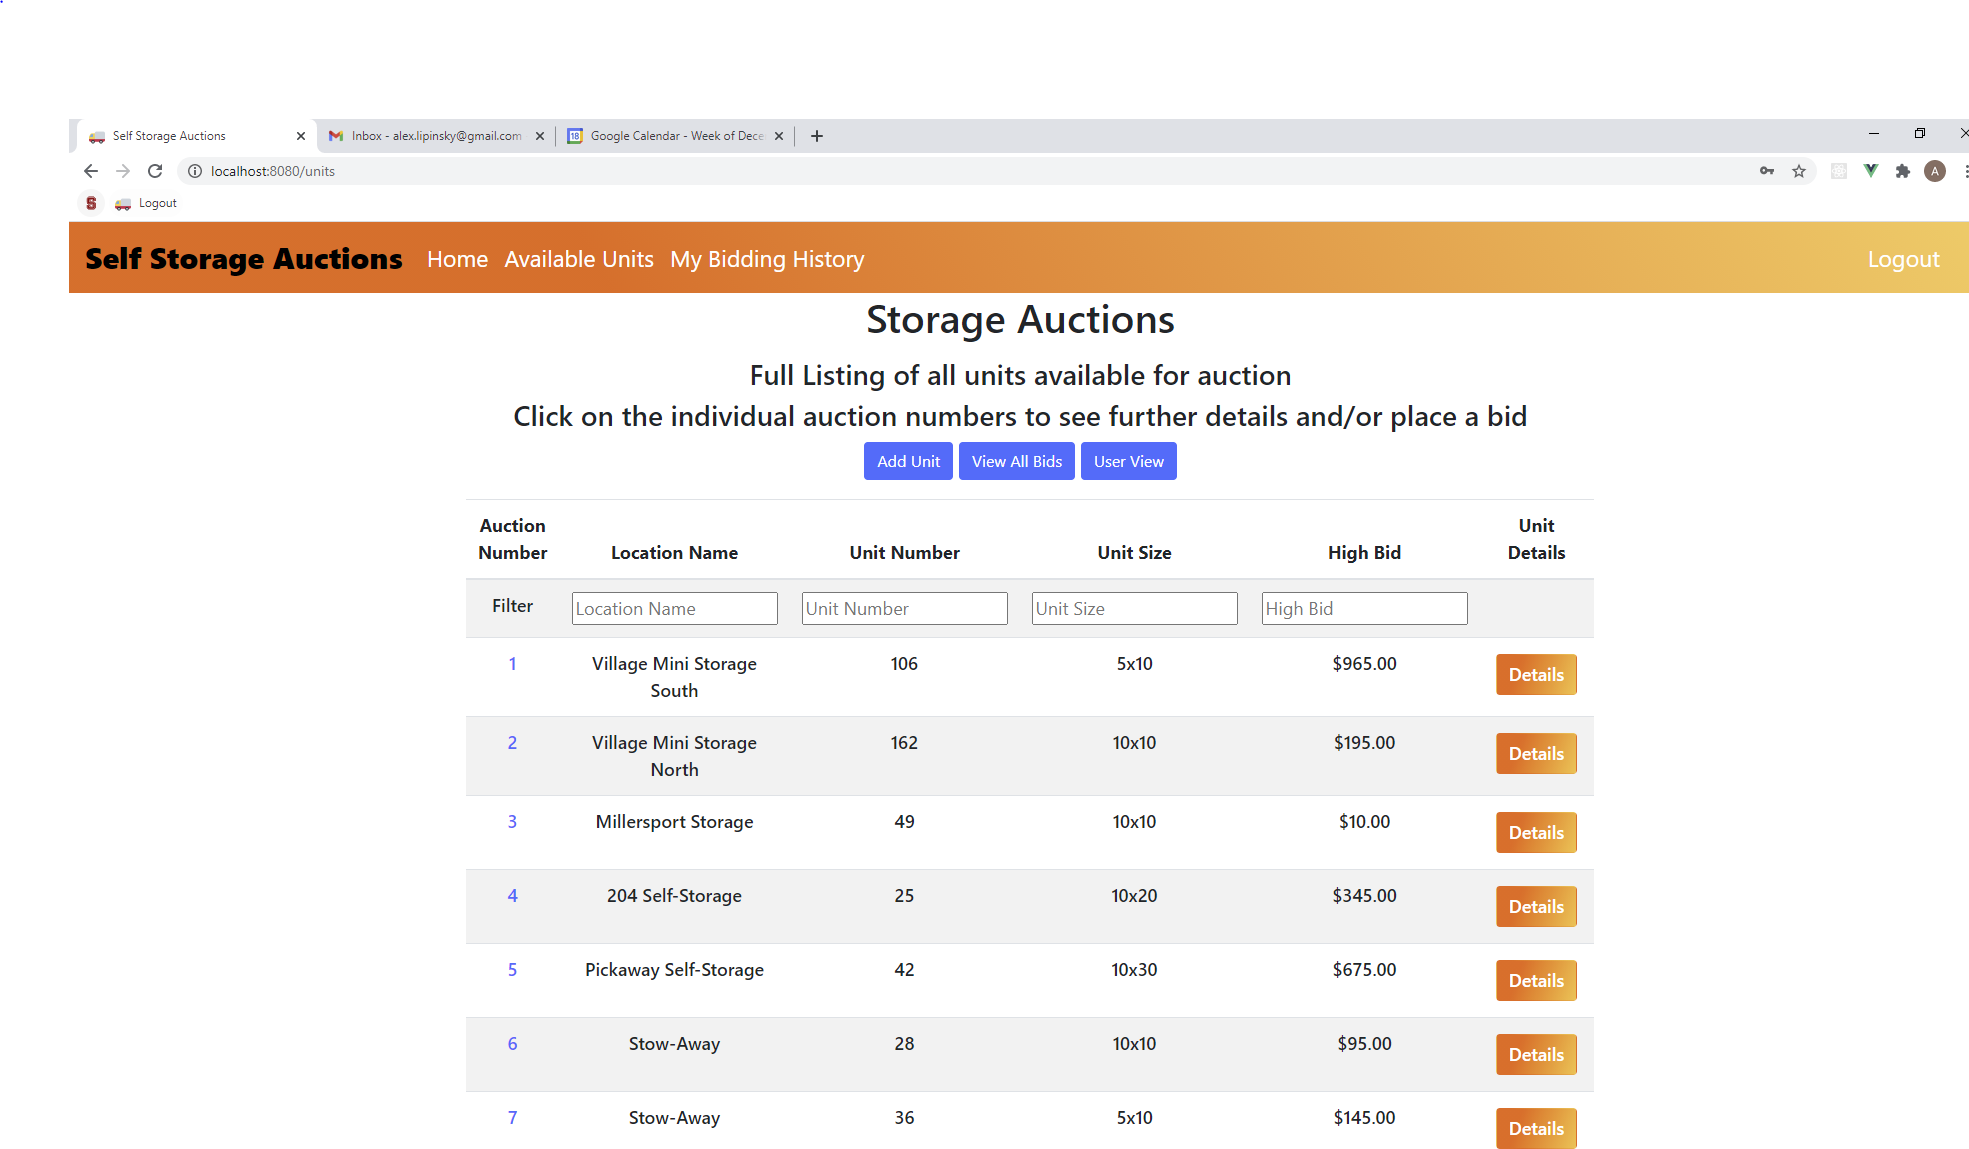 Self Storage Auctions
Inbox - alex.lipinsky@gmail.com
18
Google Calendar - Week of Dece
localhost:8080/units
A
S
Logout
Self Storage Auctions Home Available Units My Bidding History Logout
Storage Auctions
Full Listing of all units available for auction
Click on the individual auction numbers to see further details and/or place a bid
Add Unit View All Bids User View
Auction Number Location Name Unit Number Unit Size High Bid Unit Details
Filter Location Name Unit Number Unit Size High Bid
1 Village Mini Storage South 106 5x10 $965.00 Details
2 Village Mini Storage North 162 10x10 $195.00 Details
3 Millersport Storage 49 10x10 $10.00 Details
4 204 Self-Storage 25 10x20 $345.00 Details
5 Pickaway Self-Storage 42 10x30 $675.00 Details
6 Stow-Away 28 10x10 $95.00 Details
7 Stow-Away 36 5x10 $145.00 Details